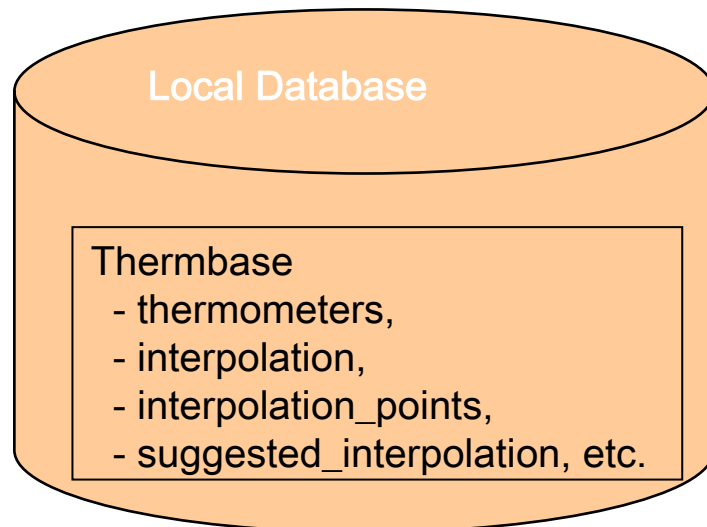 Local Database
Thermbase
- thermometers,
- interpolation,
- interpolation_points,
- suggested_interpolation, etc.